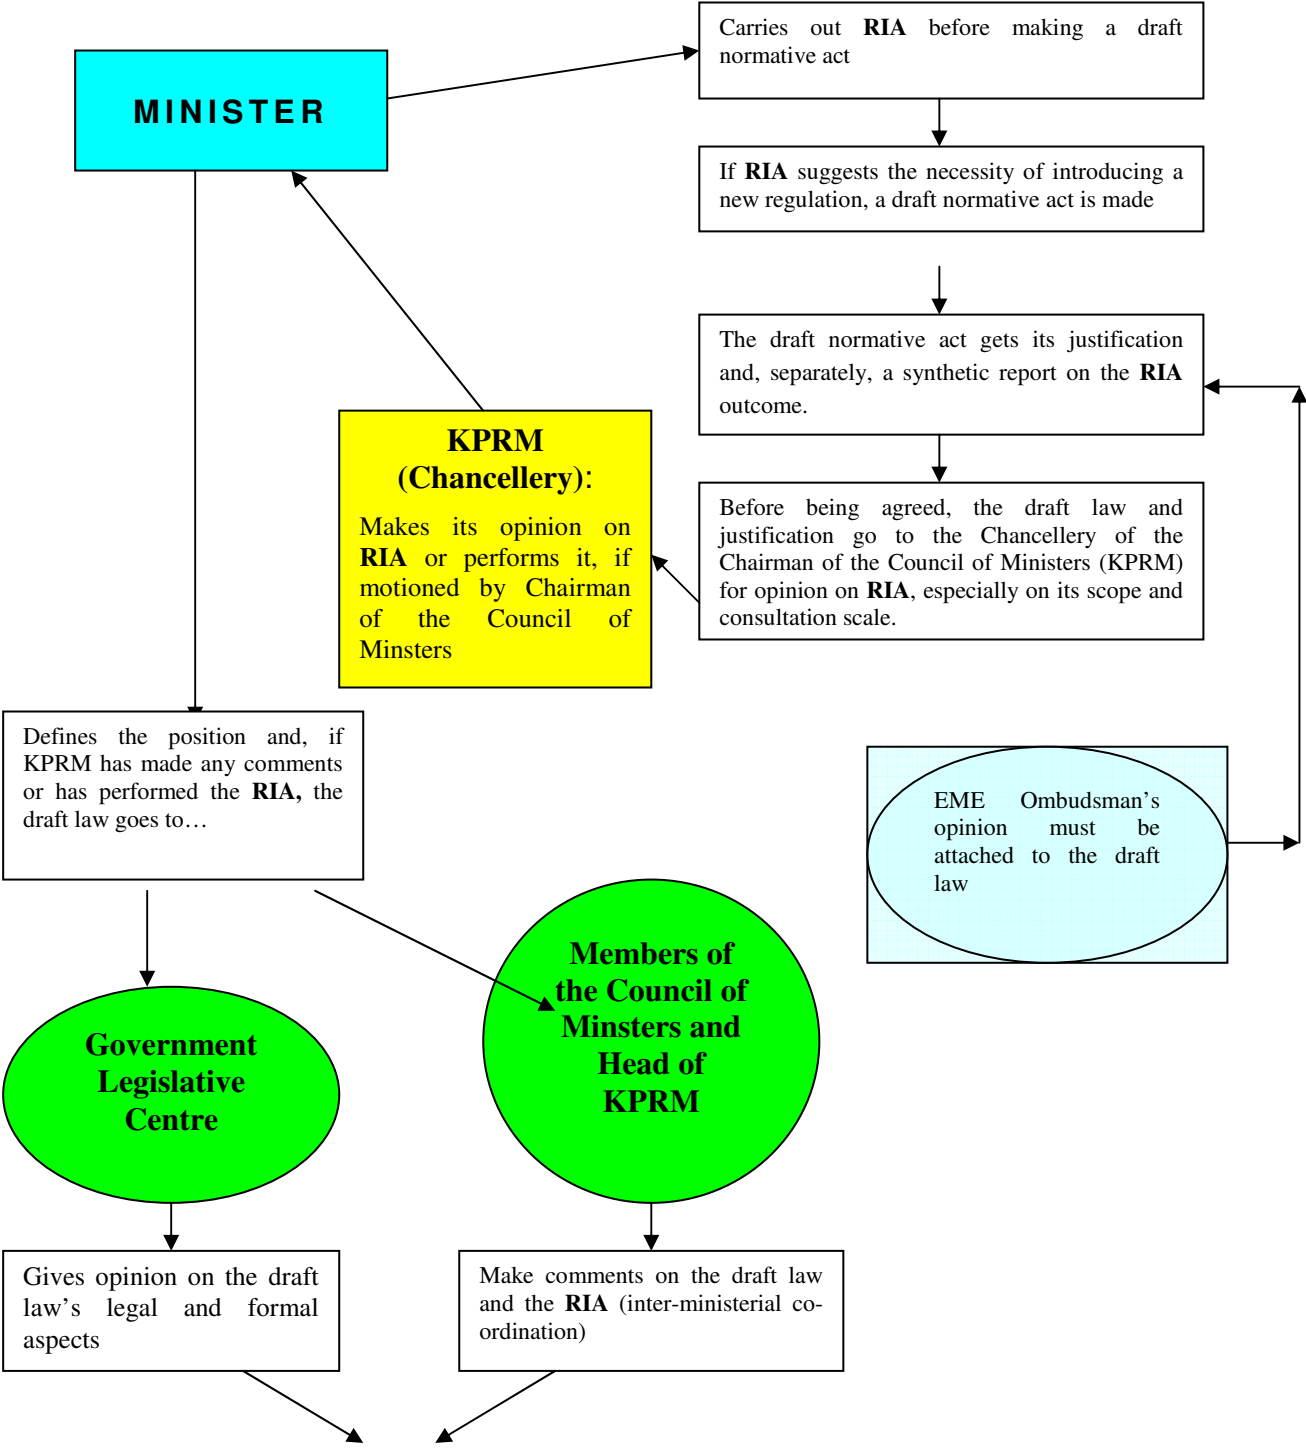 MINISTER
Carries out RIA before making a draft
normative act
If RIA suggests the necessity of introducing a
new regulation, a draft normative act is made
The draft normative act gets its justification
and, separately, a synthetic report on the RIA
outcome.
Before being agreed, the draft law and
justification go to the Chancellery of the
Chairman of the Council of Ministers (KPRM)
for opinion on RIA, especially on its scope and
consultation scale.
KPRM
(Chancellery):
Makes its opinion on
RIA or performs it, if
motioned by Chairman
of the Council of
Minsters
Defines the position and, if
KPRM has made any comments
or has performed the RIA, the
draft law goes to…
EME Ombudsman’s
opinion must be
attached to the draft
law
Government
Legislative
Centre
Members of
the Council of
Minsters and
Head of
KPRM
Gives opinion on the draft
law’s legal and formal
aspects
Make comments on the draft law
and the RIA (inter-ministerial co-
ordination)